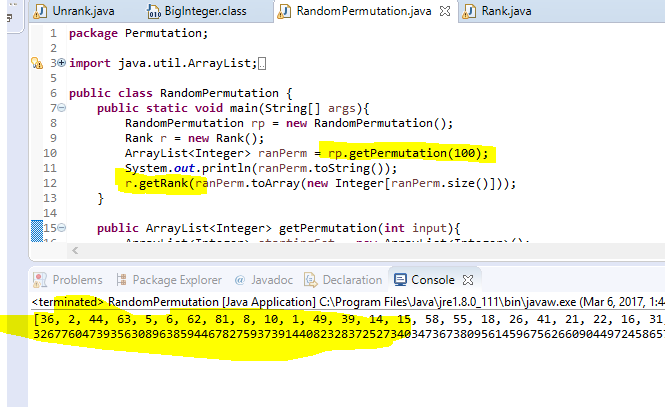 Unrank.java BigInteger.class RandomPermutation.java Rank.java
1 package Permutation;
2
3 import java.util.ArrayList;
5
6 public class RandomPermutation {
7 public static void main(String[] args){
8 RandomPermutation rp = new RandomPermutation();
9 Rank r = new Rank();
10 ArrayList<Integer> ranPerm = rp.getPermutation(100);
11 System.out.println(ranPerm.toString());
12 r.getRank(ranPerm.toArray(new Integer[ranPerm.size()]));
13 }
14
15 public ArrayList<Integer> getPermutation(int input){
Problems Package Explorer Javadoc Declaration Console
<terminated> RandomPermutation [Java Application] C:\Program Files\Java\jre1.8.0_111\bin\javaw.exe (Mar 6, 2017, 1:4
[36, 2, 44, 63, 5, 6, 62, 81, 8, 10, 1, 49, 39, 14, 15, 58, 55, 18, 26, 41, 21, 22, 16, 31,